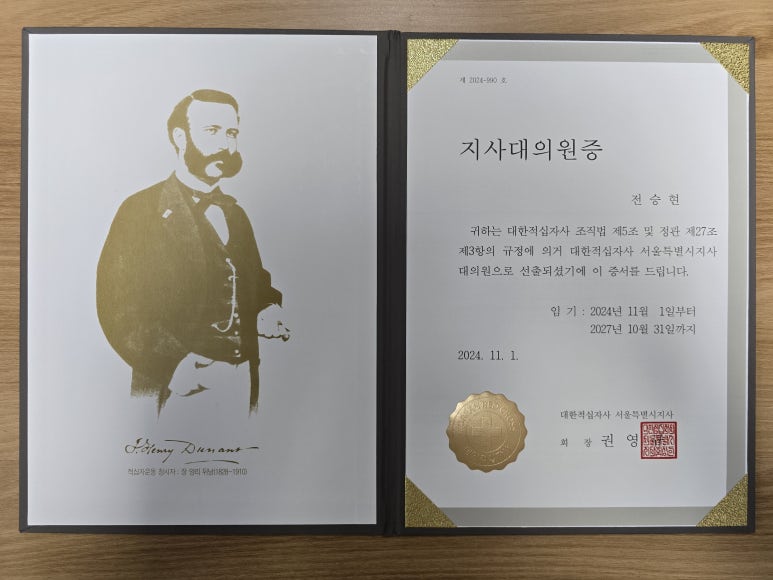 J. Henry Dunant
적십자운동 창시자 : 장 앙리 뒤낭(1828~1910)
제 2024-990 호
지사대의원증
전 승 현
귀하는 대한적십자사 조직법 제5조 및 정관 제27조
제3항의 규정에 의거 대한적십자사 서울특별시지사
대의원으로 선출되셨기에 이 증서를 드립니다.
임 기 : 2024년 11월 1일부터
2027년 10월 31일까지
2024. 11. 1.
대한적십자사 서울특별시지사
회 장 권 영